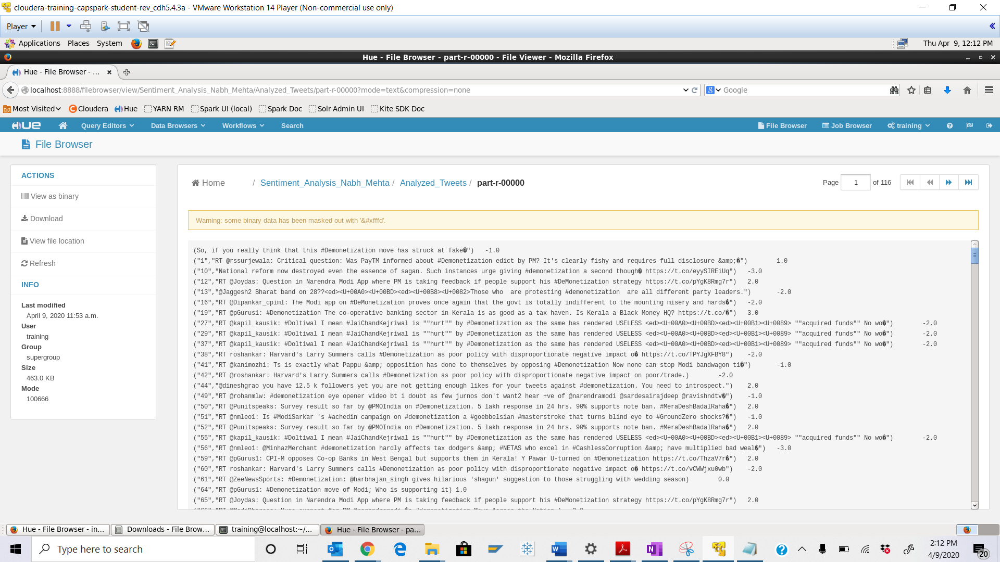 cloudera-training-capspark-student-rev_cdh5.4.3a - VMware Workstation 14 Player (Non-commercial use only)
Player
Applications Places System Thu Apr 9, 12:12 PM
Hue - File Browser - part-r-00000 - File Viewer - Mozilla Firefox
Hue - File Browser - ...
localhost:8888/filebrowser/view/Sentiment_Analysis_Nabh_Mehta/Analyzed_Tweets/part-r-00000?mode=text&compression=none Google
Most Visited Cloudera Hue YARN RM Spark UI (local) Spark Doc Solr Admin UI Kite SDK Doc
HUE Query Editors Data Browsers Workflows Search File Browser Job Browser training
File Browser
ACTIONS
View as binary
Download
View file location
Refresh
INFO
Last modified
April 9, 2020 11:53 a.m.
User
training
Group
supergroup
Size
463.0 KB
Mode
100666
Home / Sentiment_Analysis_Nabh_Mehta / Analyzed_Tweets / part-r-00000 Page 1 of 116
Warning: some binary data has been masked out with '&#xfffd'.
(So, if you really think that this #Demonetization move has struck at fake�") -1.0
("1","RT @rssurjewala: Critical question: Was PayTM informed about #Demonetization edict by PM? It's clearly fishy and requires full disclosure &amp;�") 1.0
("10","National reform now destroyed even the essence of sagan. Such instances urge giving #demonetization a second though� https://t.co/eyySIREiUq") -3.0
("12","RT @Joydas: Question in Narendra Modi App where PM is taking feedback if people support his #DeMonetization strategy https://t.co/pYgK8Rmg7r") 2.0
("13","@Jaggesh2 Bharat band on 28??<ed><U+00A0><U+00BD><ed><U+00B8><U+0082>Those who are protesting #demonetization are all different party leaders.") -2.0
("16","RT @Dipankar_cpiml: The Modi app on #DeMonetization proves once again that the govt is totally indifferent to the mounting misery and hards�") -2.0
("19","RT @pGurus1: #Demonetization The co-operative banking sector in Kerala is as good as a tax haven. Is Kerala a Black Money HQ? https://t.co/�") 3.0
("27","RT @kapil_kausik: #Doltiwal I mean #JaiChandKejriwal is ""hurt"" by #Demonetization as the same has rendered USELESS <ed><U+00A0><U+00BD><ed><U+00B1><U+0089> ""acquired funds"" No wo�") -2.0
("29","RT @kapil_kausik: #Doltiwal I mean #JaiChandKejriwal is ""hurt"" by #Demonetization as the same has rendered USELESS <ed><U+00A0><U+00BD><ed><U+00B1><U+0089> ""acquired funds"" No wo�") -2.0
("37","RT @kapil_kausik: #Doltiwal I mean #JaiChandKejriwal is ""hurt"" by #Demonetization as the same has rendered USELESS <ed><U+00A0><U+00BD><ed><U+00B1><U+0089> ""acquired funds"" No wo�") -2.0
("38","RT roshankar: Harvard's Larry Summers calls #Demonetization as poor policy with disproportionate negative impact o� https://t.co/TPYJgXFBY8") -2.0
("41","RT @kanimozhi: Ts is exactly what Pappu &amp; opposition has done to themselves by opposing #Demonetization Now none can stop Modi bandwagon ti�") -1.0
("42","RT @roshankar: Harvard's Larry Summers calls #Demonetization as poor policy with disproportionate negative impact on poor/trade.) -2.0
("44","@dineshgrao you have 12.5 k followers yet you are not getting enough likes for your tweets against #demonetization. You need to introspect.") 2.0
("49","RT @rohanmlw: #demonetization eye opener video bt i doubt as few jurnos don't want2 hear +ve of @narendramodi @sardesairajdeep @ravishndtv�") -1.0
("50","RT @Punitspeaks: Survey result so far by @PMOIndia on #Demonetization. 5 lakh response in 24 hrs. 90% supports note ban. #MeraDeshBadalRaha�") 2.0
("51","RT @nmleo1: Is #ModiSarkar 's #achedin campaign on #demonetization a #goebbelsian #masterstroke that turns blind eye to #GroundZero shocks?�") -1.0
("52","RT @Punitspeaks: Survey result so far by @PMOIndia on #Demonetization. 5 lakh response in 24 hrs. 90% supports note ban. #MeraDeshBadalRaha�") 2.0
("55","RT @kapil_kausik: #Doltiwal I mean #JaiChandKejriwal is ""hurt"" by #Demonetization as the same has rendered USELESS <ed><U+00A0><U+00BD><ed><U+00B1><U+0089> ""acquired funds"" No wo�") -2.0
("56","RT @nmleo1: @MinhazMerchant #demonetization hardly affects tax dodgers &amp; #NETAS who excel in #CashlessCorruption &amp; have multiplied bad weal�") -3.0
("59","RT @pGurus1: CPI-M opposes Co-op Banks in West Bengal but supports them in Kerala! Y Pawar U-turned on #Demonetization https://t.co/ThzaV7r�") 2.0
("60","RT roshankar: Harvard's Larry Summers calls #Demonetization as poor policy with disproportionate negative impact o� https://t.co/vCWWjxu0wb") -2.0
("61","RT @ZeeNewsSports: #Demonetization: @harbhajan_singh gives hilarious 'shagun' suggestion to those struggling with wedding season) 0.0
("64","RT @pGurus1: #Demonetization move of Modi; Who is supporting it) 1.0
("65","RT @Joydas: Question in Narendra Modi App where PM is taking feedback if people support his #DeMonetization strategy https://t.co/pYgK8Rmg7r") 2.0
Hue - File Browser - in... Downloads - File Brow... training@localhost:~/... Hue - File Browser - pa...
Type here to search
2:12 PM
4/9/2020
20